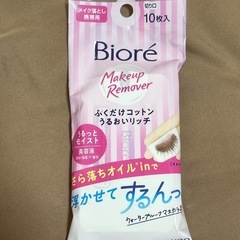 メイク落とし
携帯用
切り口
10枚入
Bioré
Makeup
Remover
ふくだけコットン
うるおいリッチ
うるっと
モイスト
美容液
さら落ちオイルinで
浮かせてするんっ
ウォータープルーフマスカラも